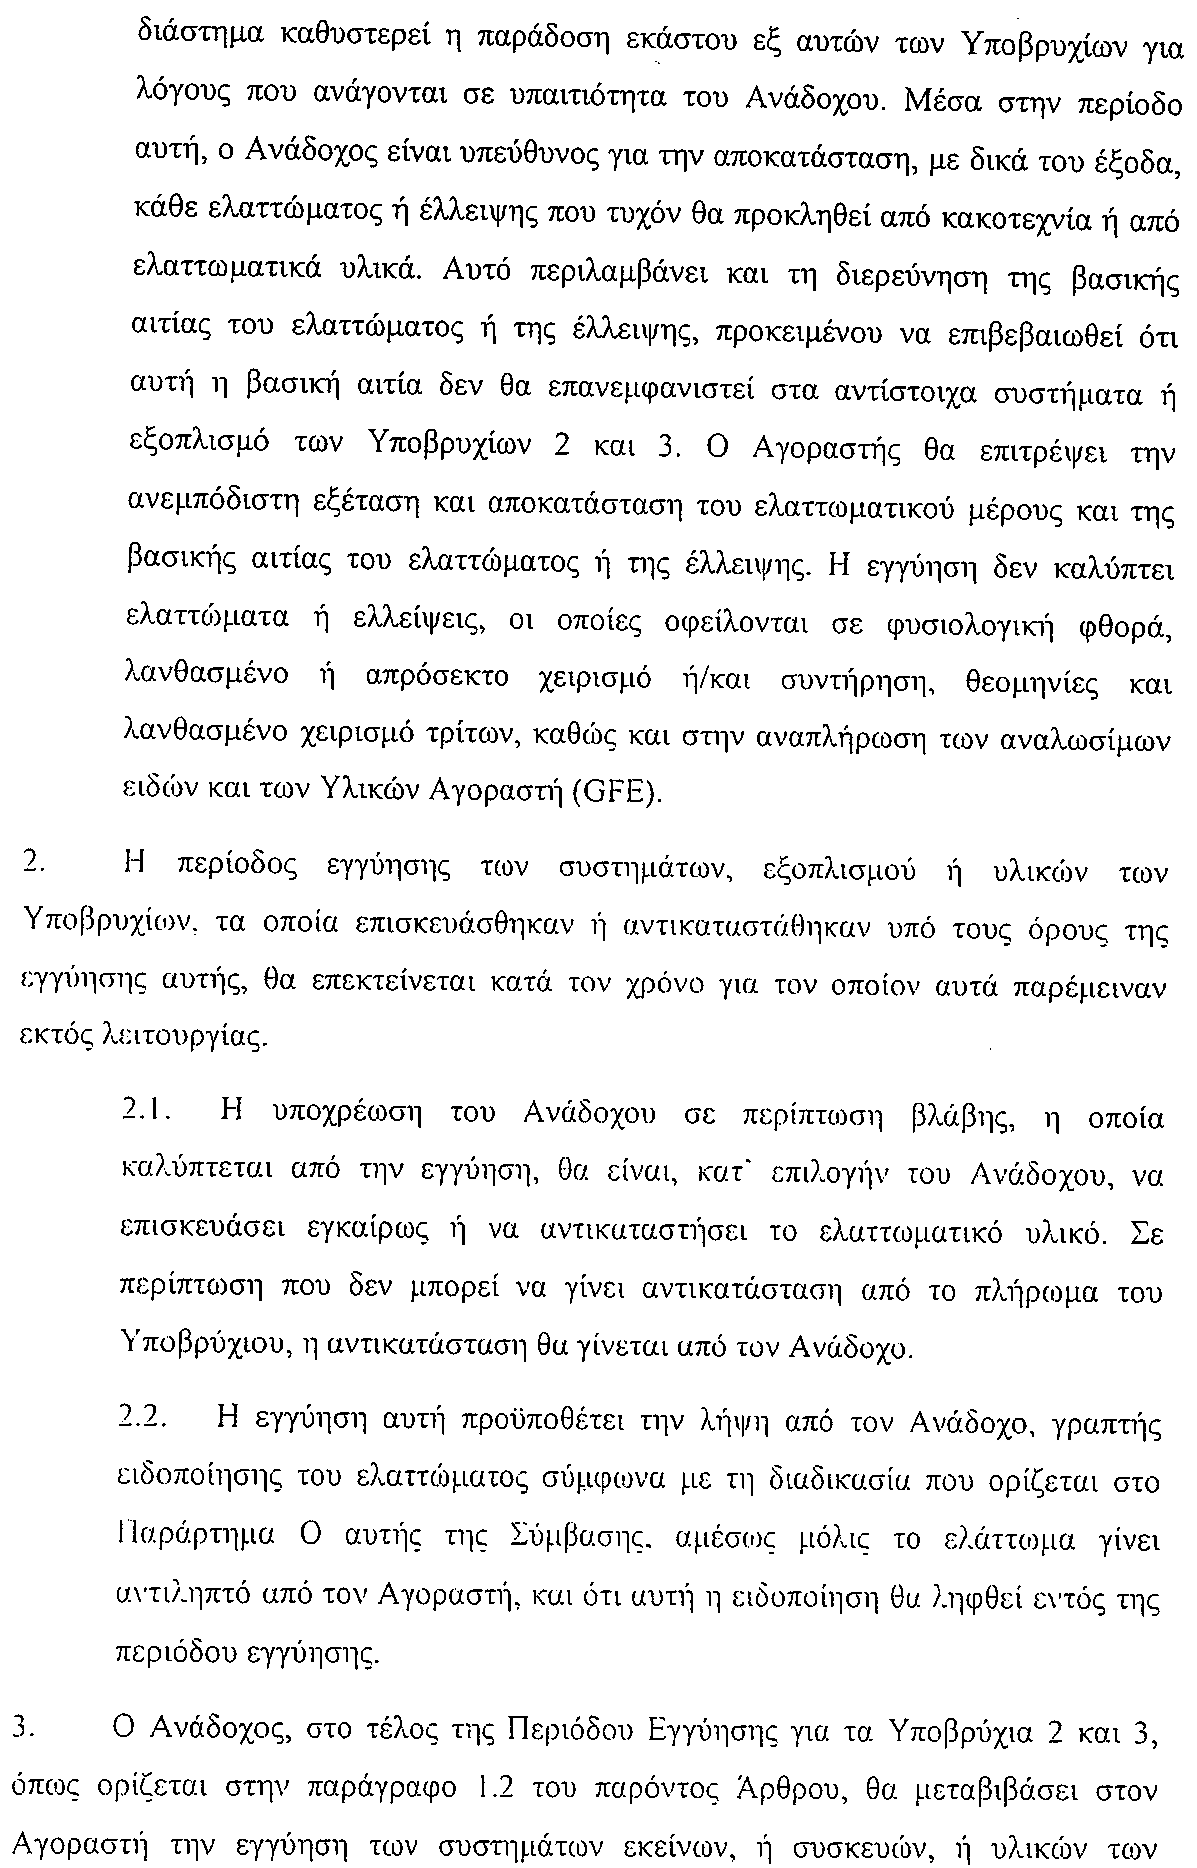 διάστημα καθυστερεί η παράδοση εκάστου εξ αυτών των Υποβρυχίων για
λόγους που ανάγονται σε υπαιτιότητα του Ανάδοχου. Μέσα στην περίοδο
αυτή, ο Ανάδοχος είναι υπεύθυνος για την αποκατάσταση, με δικά του έξοδα,
κάθε ελαττώματος ή έλλειψης που τυχόν θα προκληθεί από κακοτεχνία ή από
ελαττωματικά υλικά. Αυτό περιλαμβάνει και τη διερεύνηση της βασικής
αιτίας του ελαττώματος ή της έλλειψης, προκειμένου να επιβεβαιωθεί ότι
αυτή η βασική αιτία δεν θα επανεμφανιστεί στα αντίστοιχα συστήματα ή
εξοπλισμό των Υποβρυχίων 2 και 3. Ο Αγοραστής θα επιτρέψει την
ανεμπόδιστη εξέταση και αποκατάσταση του ελαττωματικού μέρους και της
βασικής αιτίας του ελαττώματος ή της έλλειψης. Η εγγύηση δεν καλύπτει
ελαττώματα ή ελλείψεις, οι οποίες οφείλονται σε φυσιολογική φθορά,
λανθασμένο ή απρόσεκτο χειρισμό ή/και συντήρηση, θεομηνίες και
λανθασμένο χειρισμό τρίτων, καθώς και στην αναπλήρωση των αναλωσίμων
ειδών και των Υλικών Αγοραστή (GFE).
2. Η περίοδος εγγύησης των συστημάτων, εξοπλισμού ή υλικών των
Υποβρυχίων, τα οποία επισκευάσθηκαν ή αντικαταστάθηκαν υπό τους όρους της
εγγύησης αυτής, θα επεκτείνεται κατά τον χρόνο για τον οποίον αυτά παρέμειναν
εκτός λειτουργίας.
2.1. Η υποχρέωση του Ανάδοχου σε περίπτωση βλάβης, η οποία
καλύπτεται από την εγγύηση, θα είναι, κατ' επιλογήν του Ανάδοχου, να
επισκευάσει εγκαίρως ή να αντικαταστήσει το ελαττωματικό υλικό. Σε
περίπτωση που δεν μπορεί να γίνει αντικατάσταση από το πλήρωμα του
Υποβρύχιου, η αντικατάσταση θα γίνεται από τον Ανάδοχο.
2.2. Η εγγύηση αυτή προϋποθέτει την λήψη από τον Ανάδοχο, γραπτής
ειδοποίησης του ελαττώματος σύμφωνα με τη διαδικασία που ορίζεται στο
Παράρτημα Ο αυτής της Σύμβασης, αμέσως μόλις το ελάττωμα γίνει
αντιληπτό από τον Αγοραστή, και ότι αυτή η ειδοποίηση θα ληφθεί εντός της
περιόδου εγγύησης.
3. Ο Ανάδοχος, στο τέλος της Περιόδου Εγγύησης για τα Υποβρύχια 2 και 3,
όπως ορίζεται στην παράγραφο 1.2 του παρόντος Άρθρου, θα μεταβιβάσει στον
Αγοραστή την εγγύηση των συστημάτων εκείνων, ή συσκευών, ή υλικών των